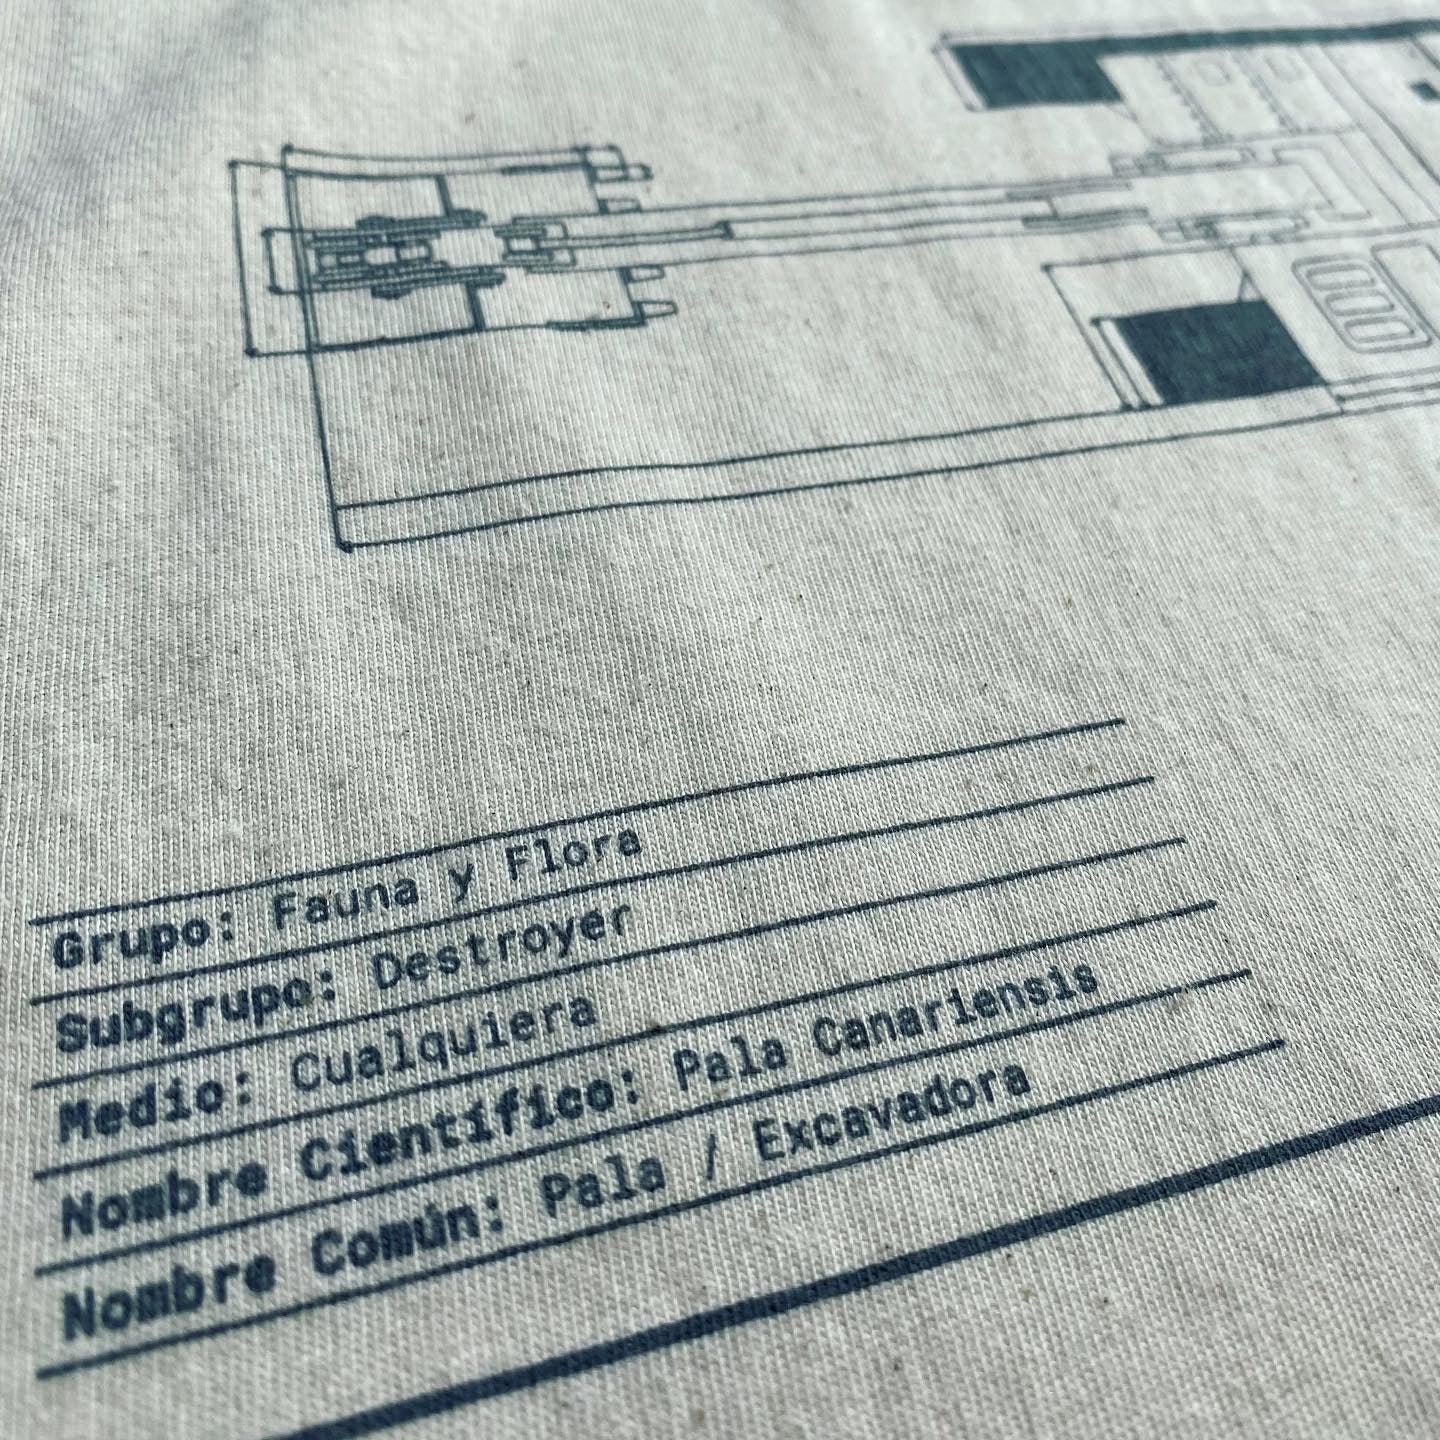 Grupo: Fauna y Flora
Subgrupo: Destroyer
Medio: Cualquiera
Nombre Científico: Pala Canariensis
Nombre Común: Pala / Excavadora